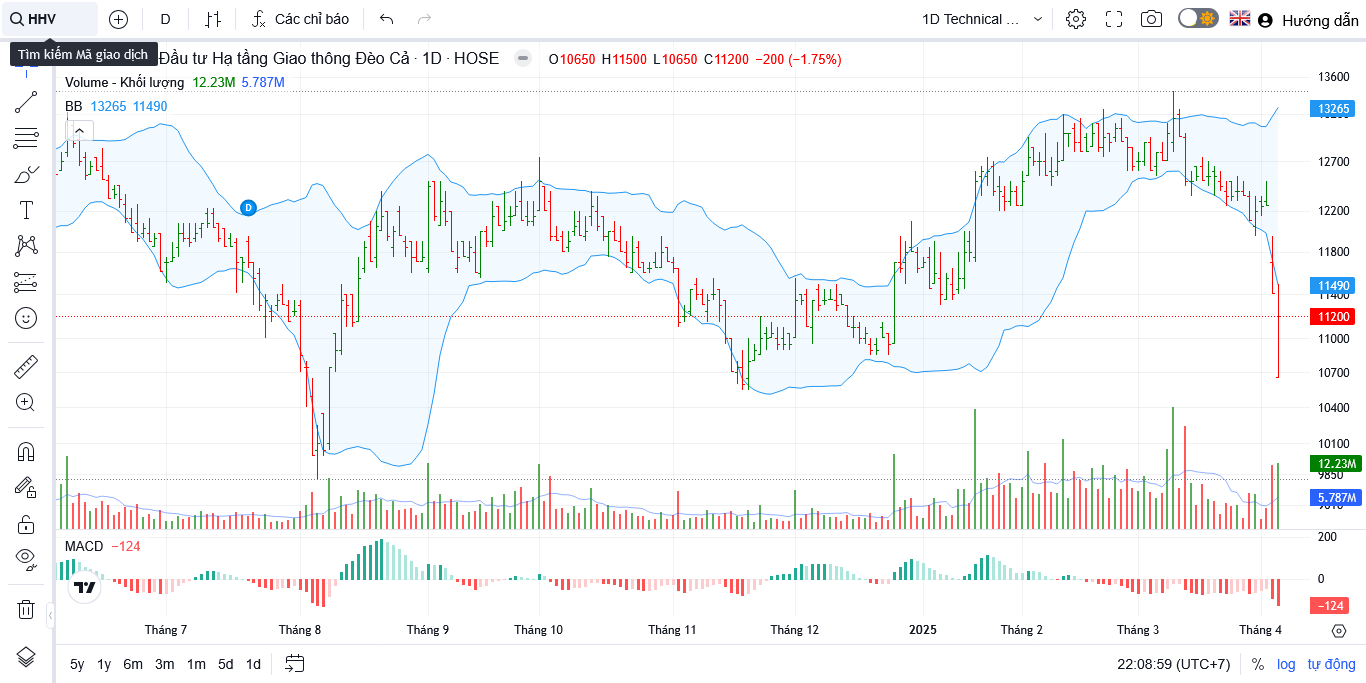 HHV
D
Các chỉ báo
1D Technical ...
Hướng dẫn
Tìm kiếm Mã giao dịch
Đầu tư Hạ tầng Giao thông Đèo Cả · 1D · HOSE
O10650 H11500 L10650 C11200 −200 (−1.75%)
Volume - Khối lượng 12.23M 5.787M
BB 13265 11490
D
13600
13265
12700
12200
11800
11490
11400
11200
11000
10700
10400
10100
12.23M
9850
5.787M
MACD −124
200
0
−124
Tháng 7
Tháng 8
Tháng 9
Tháng 10
Tháng 11
Tháng 12
2025
Tháng 2
Tháng 3
Tháng 4
5y 1y 6m 3m 1m 5d 1d
22:08:59 (UTC+7)
% log tự động